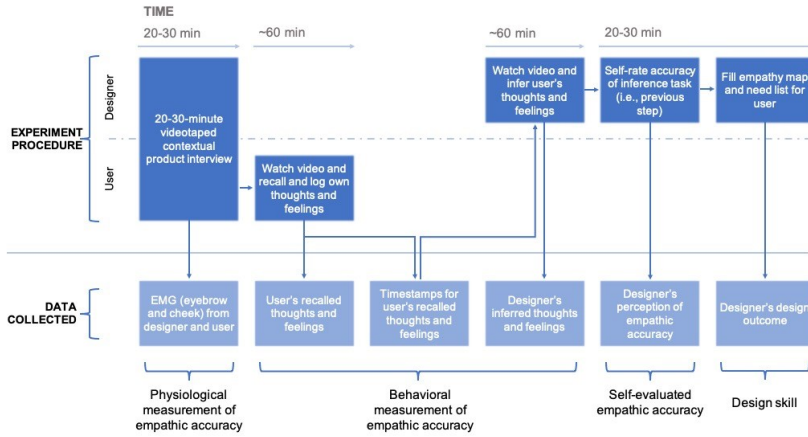 TIME
20-30 min
~60 min
~60 min
20-30 min
EXPERIMENT
PROCEDURE
Designer
User
20-30-minute
videotaped
contextual
product interview
Watch video and
recall and log own
thoughts and
feelings
Watch video and
infer user's
thoughts and
feelings
Self-rate accuracy
of inference task
(i.e., previous
step)
Fill empathy map
and need list for
user
DATA
COLLECTED
EMG (eyebrow
and cheek) from
designer and user
User's recalled
thoughts and
feelings
Timestamps for
user's recalled
thoughts and
feelings
Designer's
inferred thoughts
and feelings
Designer's
perception of
empathic
accuracy
Designer's design
outcome
Physiological
measurement of
empathic accuracy
Behavioral
measurement of
empathic accuracy
Self-evaluated
empathic accuracy
Design skill